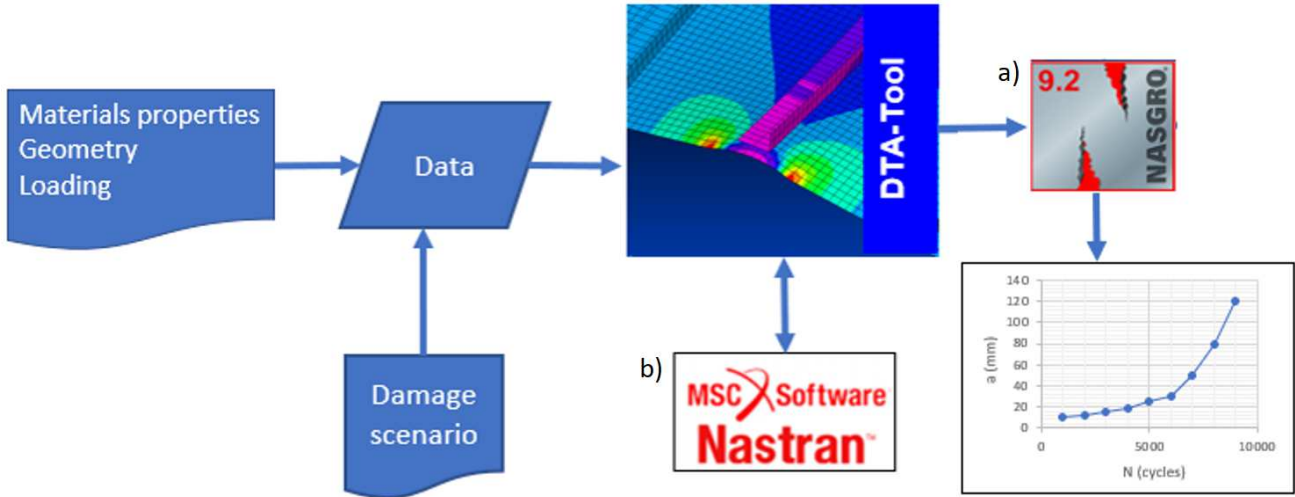 Materials properties
Geometry
Loading
Data
Damage
scenario
DTA-Tool
a)
9.2
NASGRO®
b)
MSC Software
Nastran™
140
120
100
80
60
40
20
0
a (mm)
0
5000
10000
N (cycles)